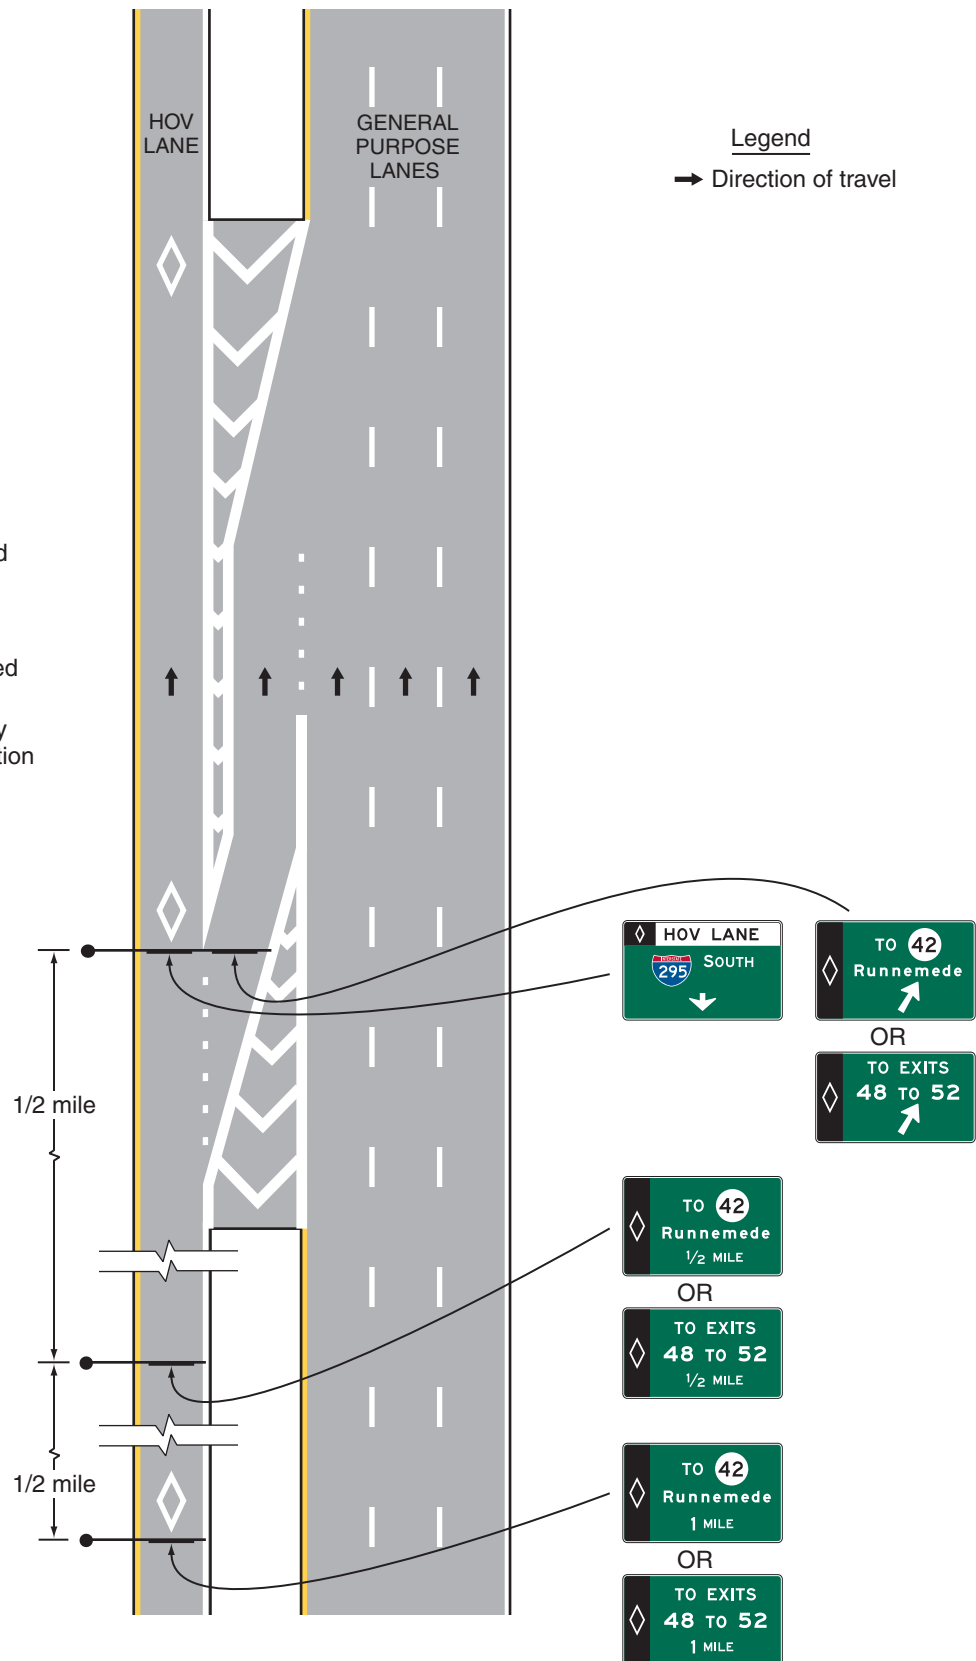 HOV
LANE
GENERAL
PURPOSE
LANES
Legend
Direction of travel
HOV LANE
INTERSTATE
295
SOUTH
TO 42
Runnemede
OR
TO EXITS
48 TO 52
1/2 mile
TO 42
Runnemede
1/2 MILE
OR
TO EXITS
48 TO 52
1/2 MILE
1/2 mile
TO 42
Runnemede
1 MILE
OR
TO EXITS
48 TO 52
1 MILE